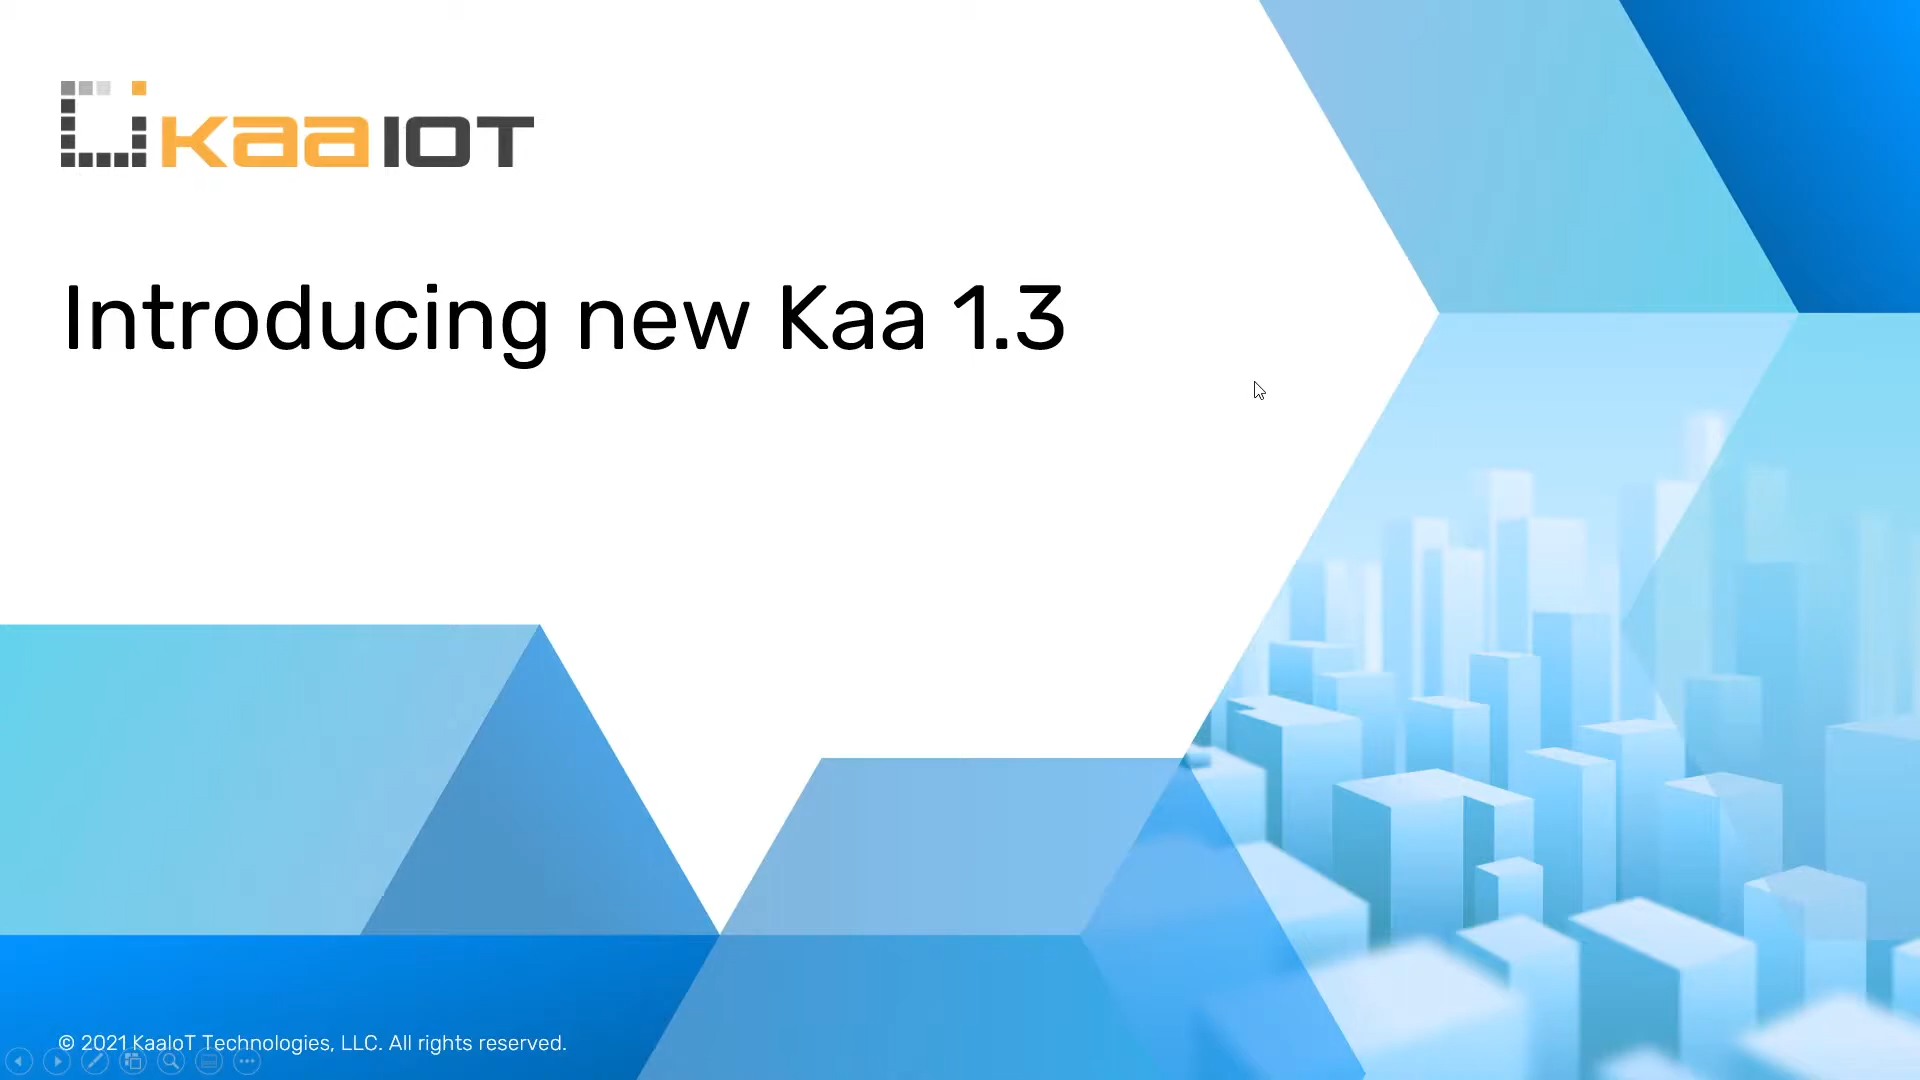 kaaIOT
Introducing new Kaa 1.3
© 2021 KaaIoT Technologies, LLC. All rights reserved.